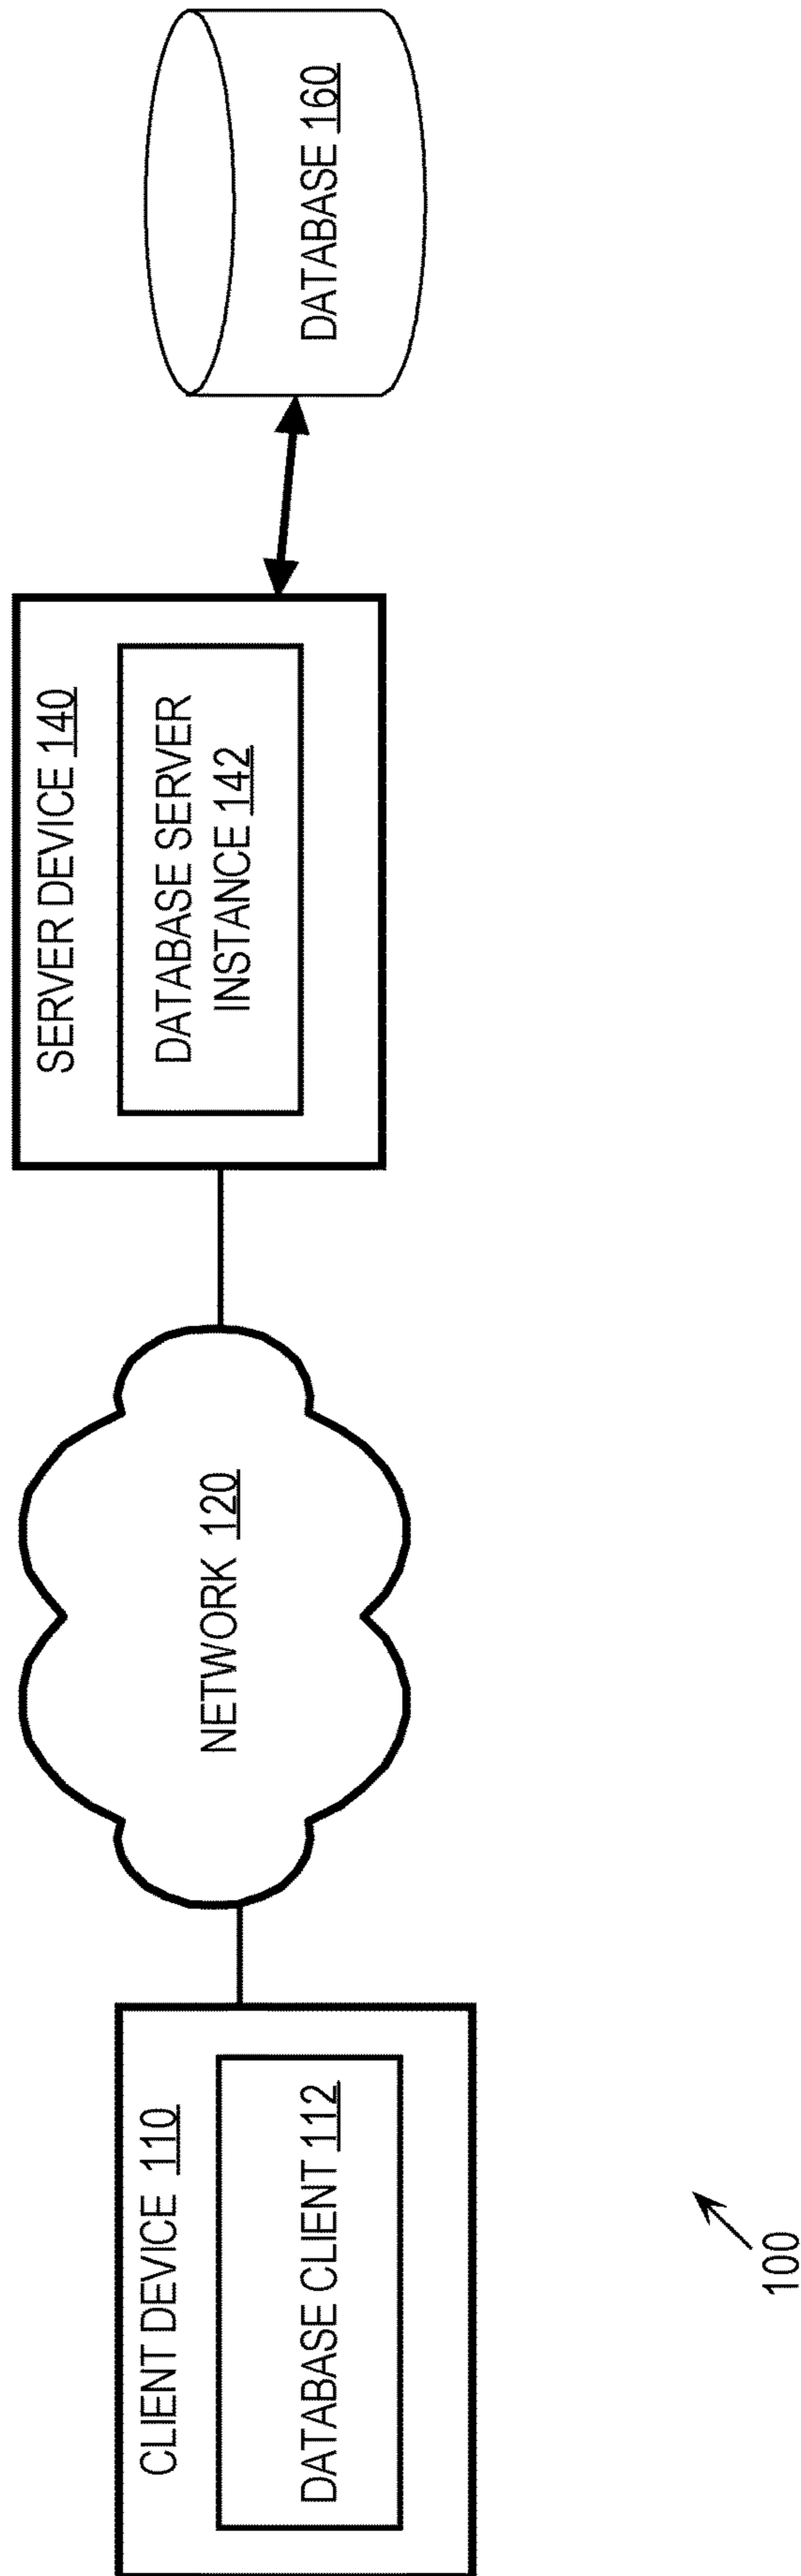 CLIENT DEVICE 110
DATABASE CLIENT 112
NETWORK 120
SERVER DEVICE 140
DATABASE SERVER
INSTANCE 142
DATABASE 160
100